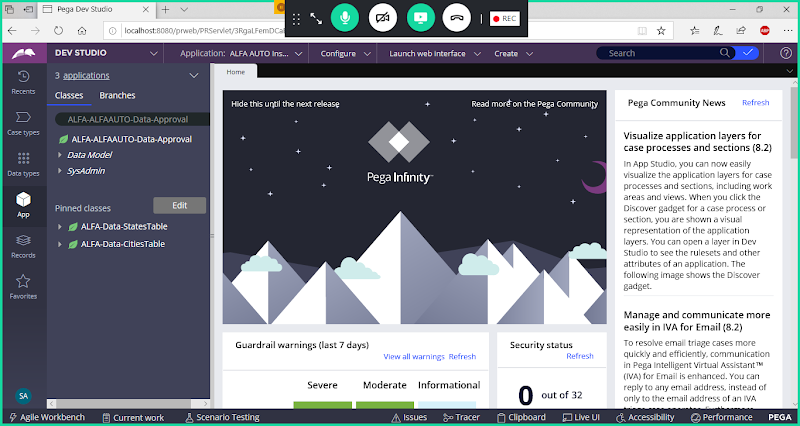 Pega Dev Studio
localhost:8080/prweb/PRServlet/3RgaLFemDCa
REC
DEV STUDIO
Application: ALFA AUTO Ins...
Configure
Launch web interface
Create
Search
ABP
Recents
Case types
Data types
App
Records
Favorites
SA
3 applications
Classes
Branches
ALFA-ALFAAUTO-Data-Approval
ALFA-ALFAAUTO-Data-Approval
Data Model
SysAdmin
Pinned classes
Edit
ALFA-Data-StatesTable
ALFA-Data-CitiesTable
Home
Hide this until the next release
Read more on the Pega Community
Pega Infinity
Guardrail warnings (last 7 days)
View all warnings
Refresh
Severe
Moderate
Informational
Security status
Refresh
0 out of 32
Pega Community News
Refresh
Visualize application layers for
case processes and sections (8.2)
In App Studio, you can now easily
visualize the application layers for case
processes and sections, including work
areas and views. When you click the
Discover gadget for a case process or
section, you are shown a visual
representation of the application
layers. You can open a layer in Dev
Studio to see the rulesets and other
attributes of an application. The
following image shows the Discover
gadget.
Manage and communicate more
easily in IVA for Email (8.2)
To resolve email triage cases more
quickly and efficiently, communication
in Pega Intelligent Virtual Assistant™
(IVA) for Email is enhanced. You can
reply to any email address, instead of
only to the email address of an IVA
Agile Workbench
Current work
Scenario Testing
Issues
Tracer
Clipboard
Live UI
Accessibility
Performance
PEGA